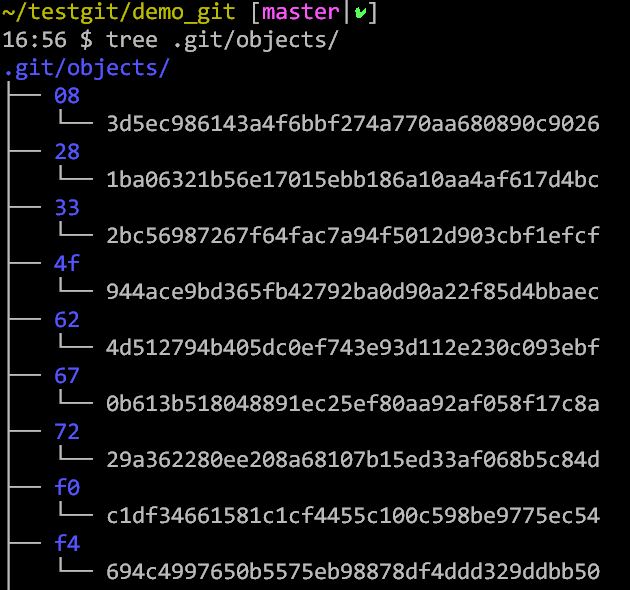 ~/testgit/demo_git [master|✔]
16:56 $ tree .git/objects/
.git/objects/
├── 08
│   └── 3d5ec986143a4f6bbf274a770aa680890c9026
├── 28
│   └── 1ba06321b56e17015ebb186a10aa4af617d4bc
├── 33
│   └── 2bc56987267f64fac7a94f5012d903cbf1efcf
├── 4f
│   └── 944ace9bd365fb42792ba0d90a22f85d4bbaec
├── 62
│   └── 4d512794b405dc0ef743e93d112e230c093ebf
├── 67
│   └── 0b613b518048891ec25ef80aa92af058f17c8a
├── 72
│   └── 29a362280ee208a68107b15ed33af068b5c84d
├── f0
│   └── c1df34661581c1cf4455c100c598be9775ec54
├── f4
│   └── 694c4997650b5575eb98878df4ddd329ddbb50